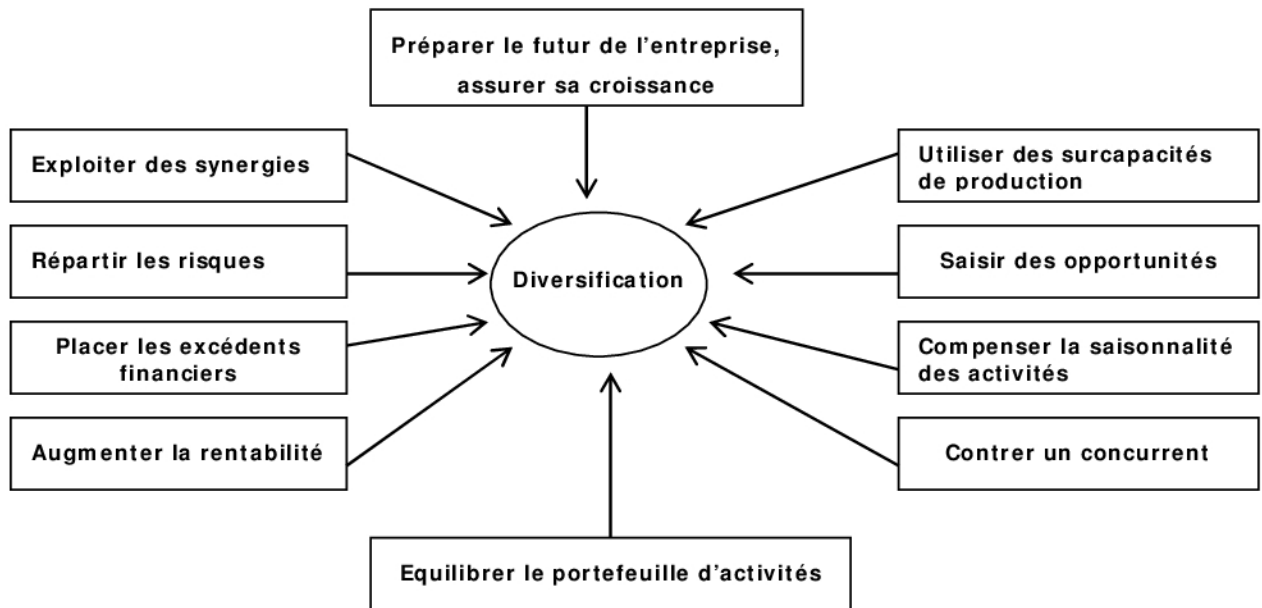 Préparer le futur de l'entreprise,
assurer sa croissance
Exploiter des synergies
Répartir les risques
Placer les excédents
financiers
Augmenter la rentabilité
Diversification
Utiliser des surcapacités
de production
Saisir des opportunités
Compenser la saisonnalité
des activités
Contrer un concurrent
Equilibrer le portefeuille d'activités